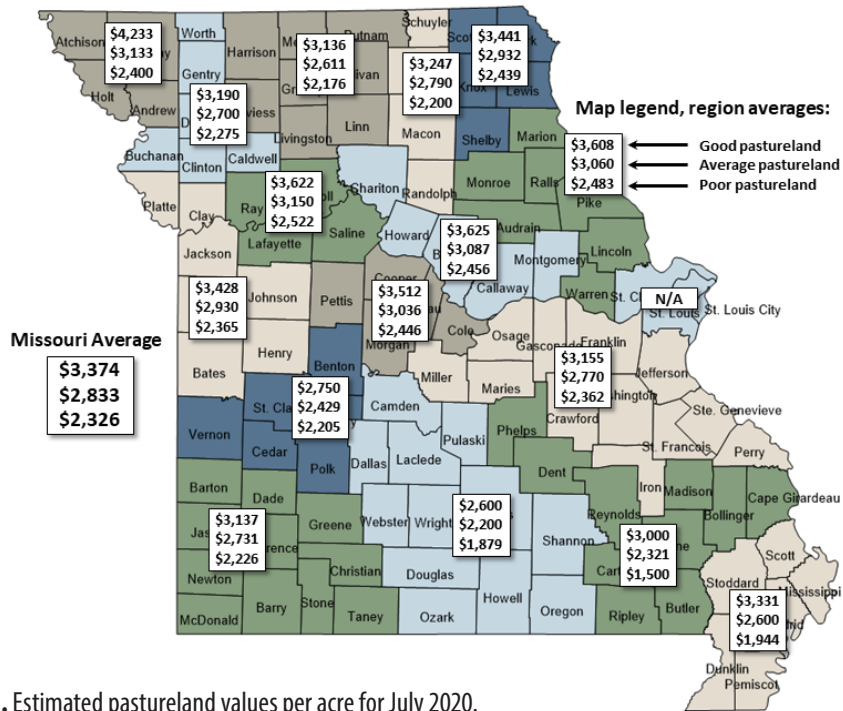 Schuyler
Worth
Putnam
Atchison
$4,233
$3,133
$2,400
Harrison
$3,136
$2,611
$2,176
$3,247
$2,790
$2,200
$3,441
$2,932
$2,439
Gentry
Holt
Andrew
$3,190
$2,700
$2,275
Knox
Lewis
Livingston
Linn
Macon
Shelby
Marion
Map legend, region averages:
$3,608
$3,060
$2,483
Good pastureland
Average pastureland
Poor pastureland
Buchanan
Clinton
Caldwell
Chariton
Randolph
Monroe
Ralls
Pike
Platte
Clay
Ray
$3,622
$3,150
$2,522
Saline
Lafayette
Howard
$3,625
$3,087
$2,456
Audrain
Montgomery
Lincoln
Callaway
Warren
St. C
N/A
St. Louis
St. Louis City
Jackson
$3,428
$2,930
$2,365
Johnson
Pettis
Cooper
$3,512
$3,036
$2,446
Morgan
Cole
Osage
Gasconade
Franklin
Jefferson
Missouri Average
$3,374
$2,833
$2,326
Bates
Henry
Benton
Miller
Maries
$3,155
$2,770
$2,362
Crawford
Ste. Genevieve
St. Francois
Perry
Vernon
St. Cla
$2,750
$2,429
$2,205
Cedar
Polk
Camden
Dallas
Laclede
Pulaski
Phelps
Dent
Iron
Madison
Cape Girardeau
Bollinger
Reynolds
Barton
Dade
$3,137
$2,731
$2,226
Jas
rence
Greene
Webster
Wright
$2,600
$2,200
$1,879
Shannon
$3,000
$2,321
$1,500
Cart
Newton
Christian
Douglas
Howell
Oregon
Ripley
Butler
Stoddard
Scott
Mississippi
$3,331
$2,600
$1,944
McDonald
Barry
Stone
Taney
Ozark
Dunklin
Pemiscot
. Estimated pastureland values per acre for July 2020.